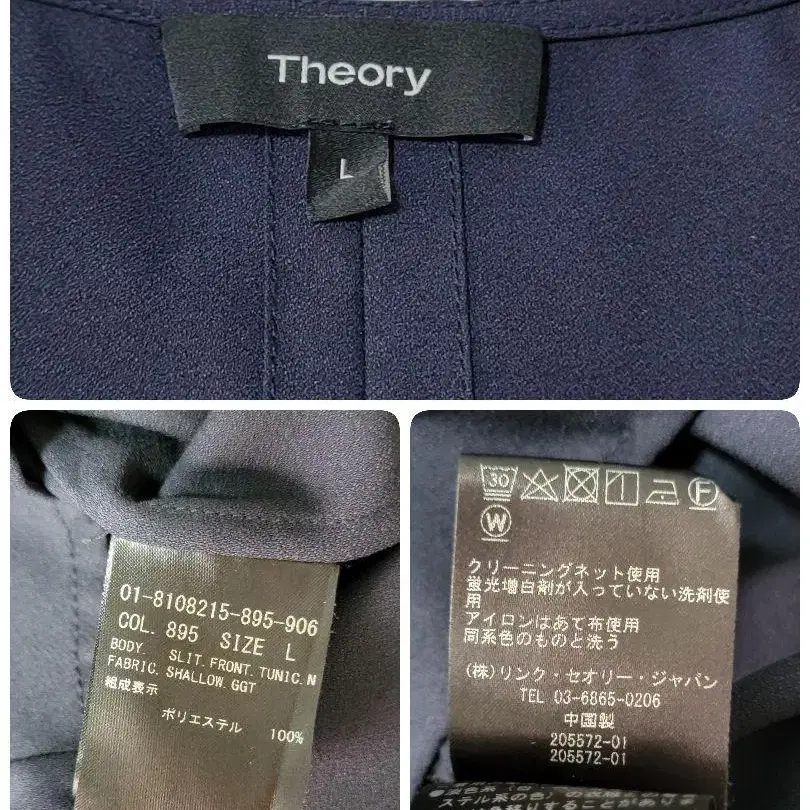 Theory
L
01-8108215-895-906
COL. 895 SIZE L
BODY. SLIT.FRONT.TUNIC.N
FABRIC.SHALLOW.GGT
組成表示
ポリエステル 100%
30
F
W
クリーニングネット使用
蛍光増白剤が入っていない洗剤使
用
アイロンはあて布使用
同系色のものと洗う
(株)リンク・セオリー・ジャパン
TEL 03-6865-0206
中国製
205572-01
205572-01